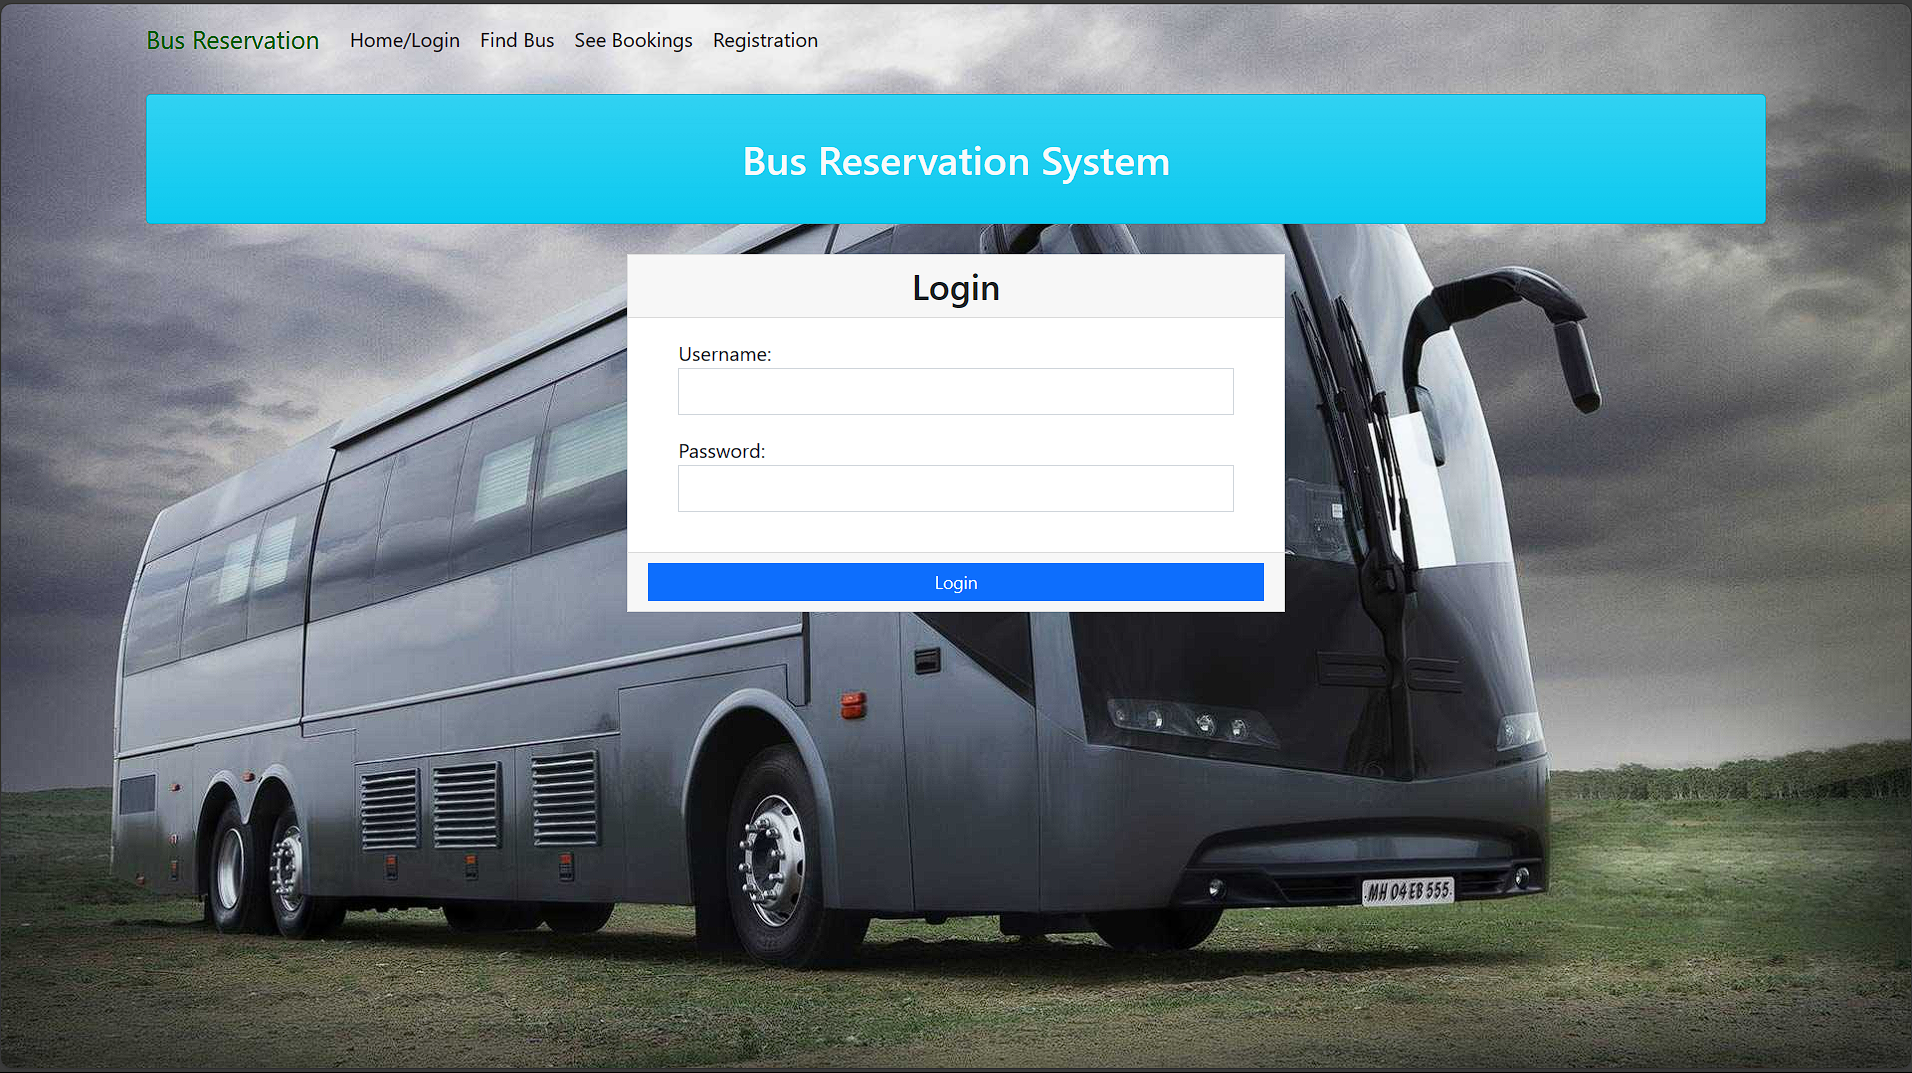 Bus Reservation Home/Login Find Bus See Bookings Registration
Bus Reservation System
Login
Username:
Password:
Login
MH 04 EB 555